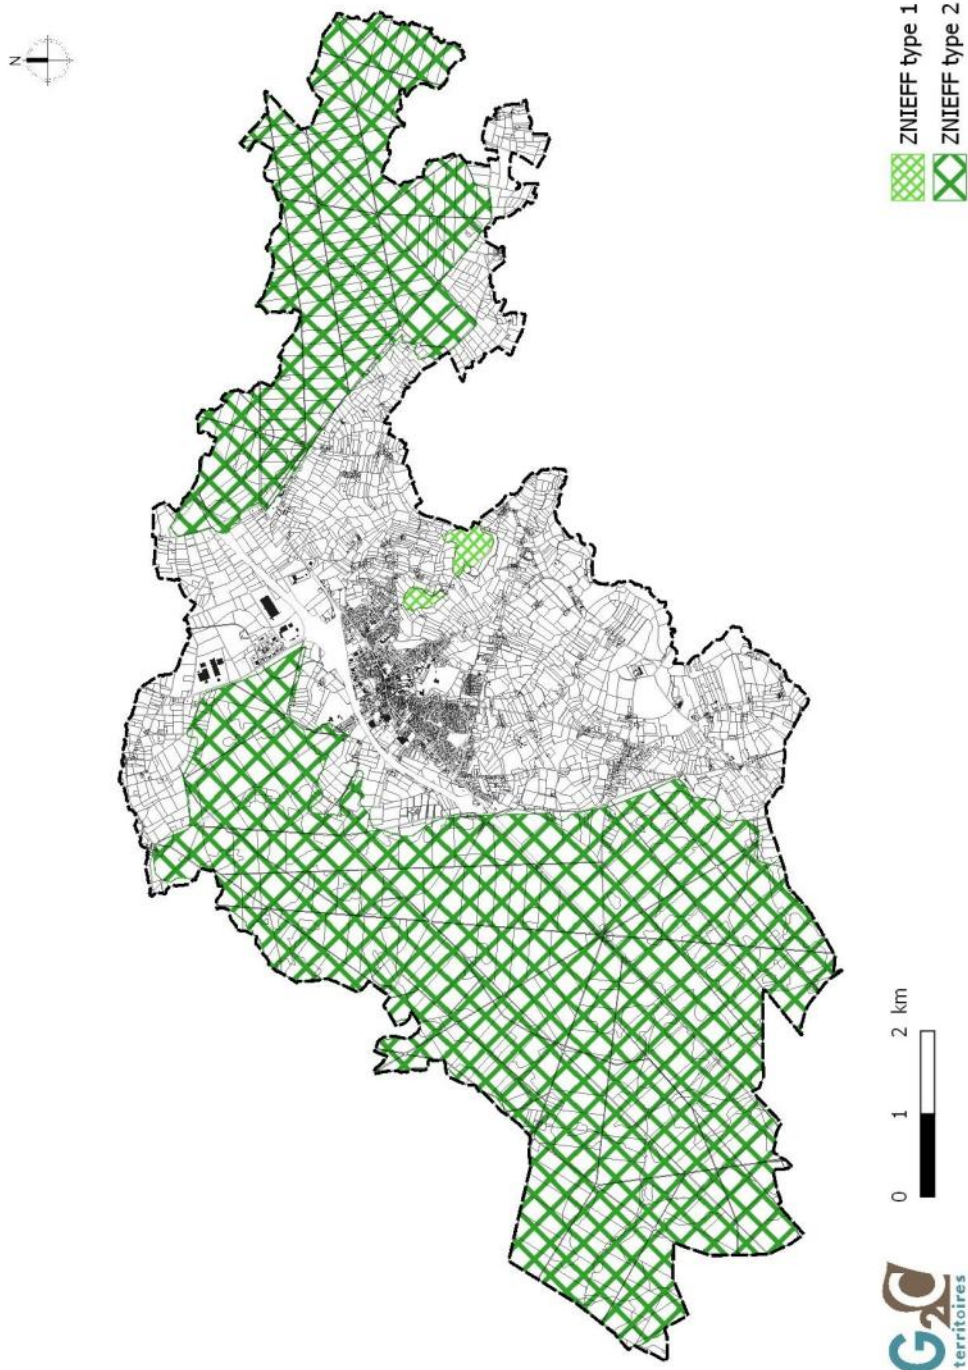 N
ZNIEFF type 1
ZNIEFF type 2
0 1 2 km
G2C
territoires